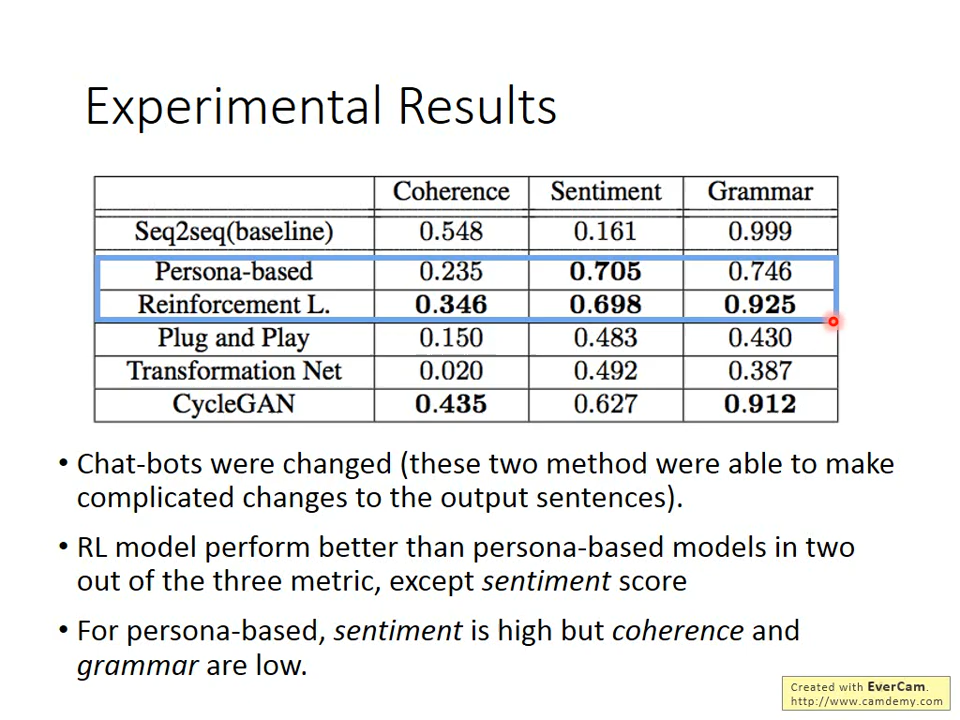 Experimental Results
Coherence Sentiment Grammar
Seq2seq(baseline) 0.548 0.161 0.999
Persona-based 0.235 0.705 0.746
Reinforcement L. 0.346 0.698 0.925
Plug and Play 0.150 0.483 0.430
Transformation Net 0.020 0.492 0.387
CycleGAN 0.435 0.627 0.912
• Chat-bots were changed (these two method were able to make
complicated changes to the output sentences).
• RL model perform better than persona-based models in two
out of the three metric, except sentiment score
• For persona-based, sentiment is high but coherence and
grammar are low.
Created with EverCam.
http://www.camdemy.com